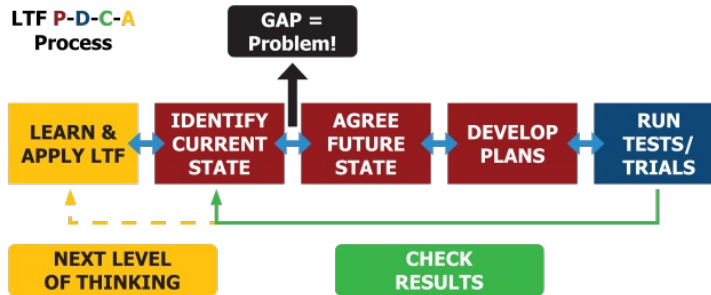 LTF P-D-C-A
Process
GAP =
Problem!
LEARN &
APPLY LTF
IDENTIFY
CURRENT
STATE
AGREE
FUTURE
STATE
DEVELOP
PLANS
RUN
TESTS/
TRIALS
NEXT LEVEL
OF THINKING
CHECK
RESULTS